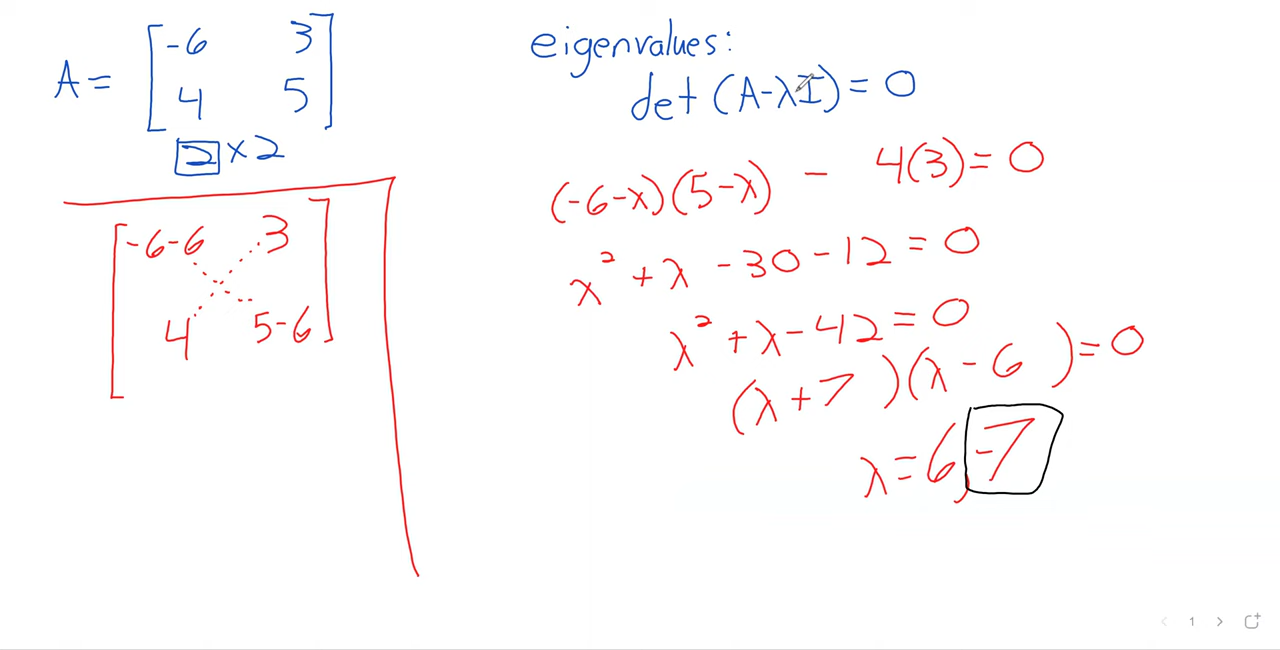 A = [ -6 3
4 5 ]
2 × 2
[ -6-6 3
4 5-6 ]
eigenvalues:
det (A-λI) = 0
(-6-λ)(5-λ) - 4(3) = 0
λ² + λ - 30 - 12 = 0
λ² + λ - 42 = 0
(λ + 7 )(λ - 6 ) = 0
λ = 6, -7
1